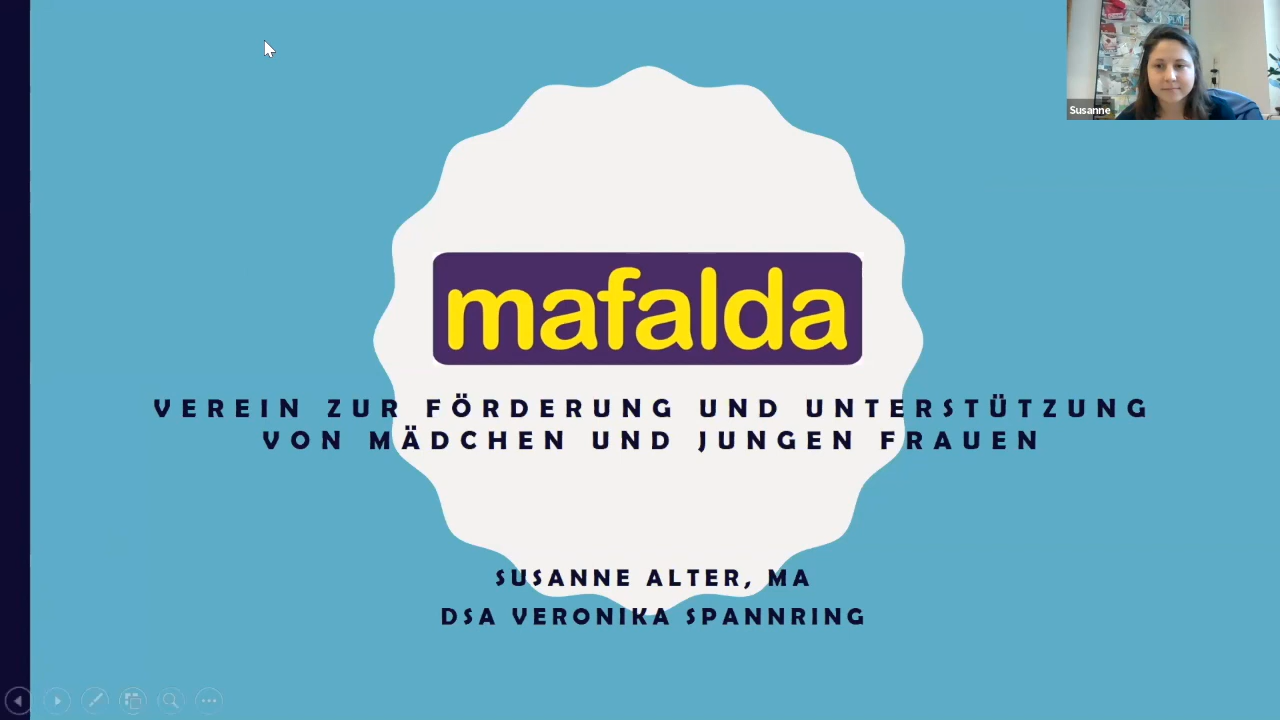 Susanne
mafalda
VEREIN ZUR FÖRDERUNG UND UNTERSTÜTZUNG
VON MÄDCHEN UND JUNGEN FRAUEN
SUSANNE ALTER, MA
DSA VERONIKA SPANNRING